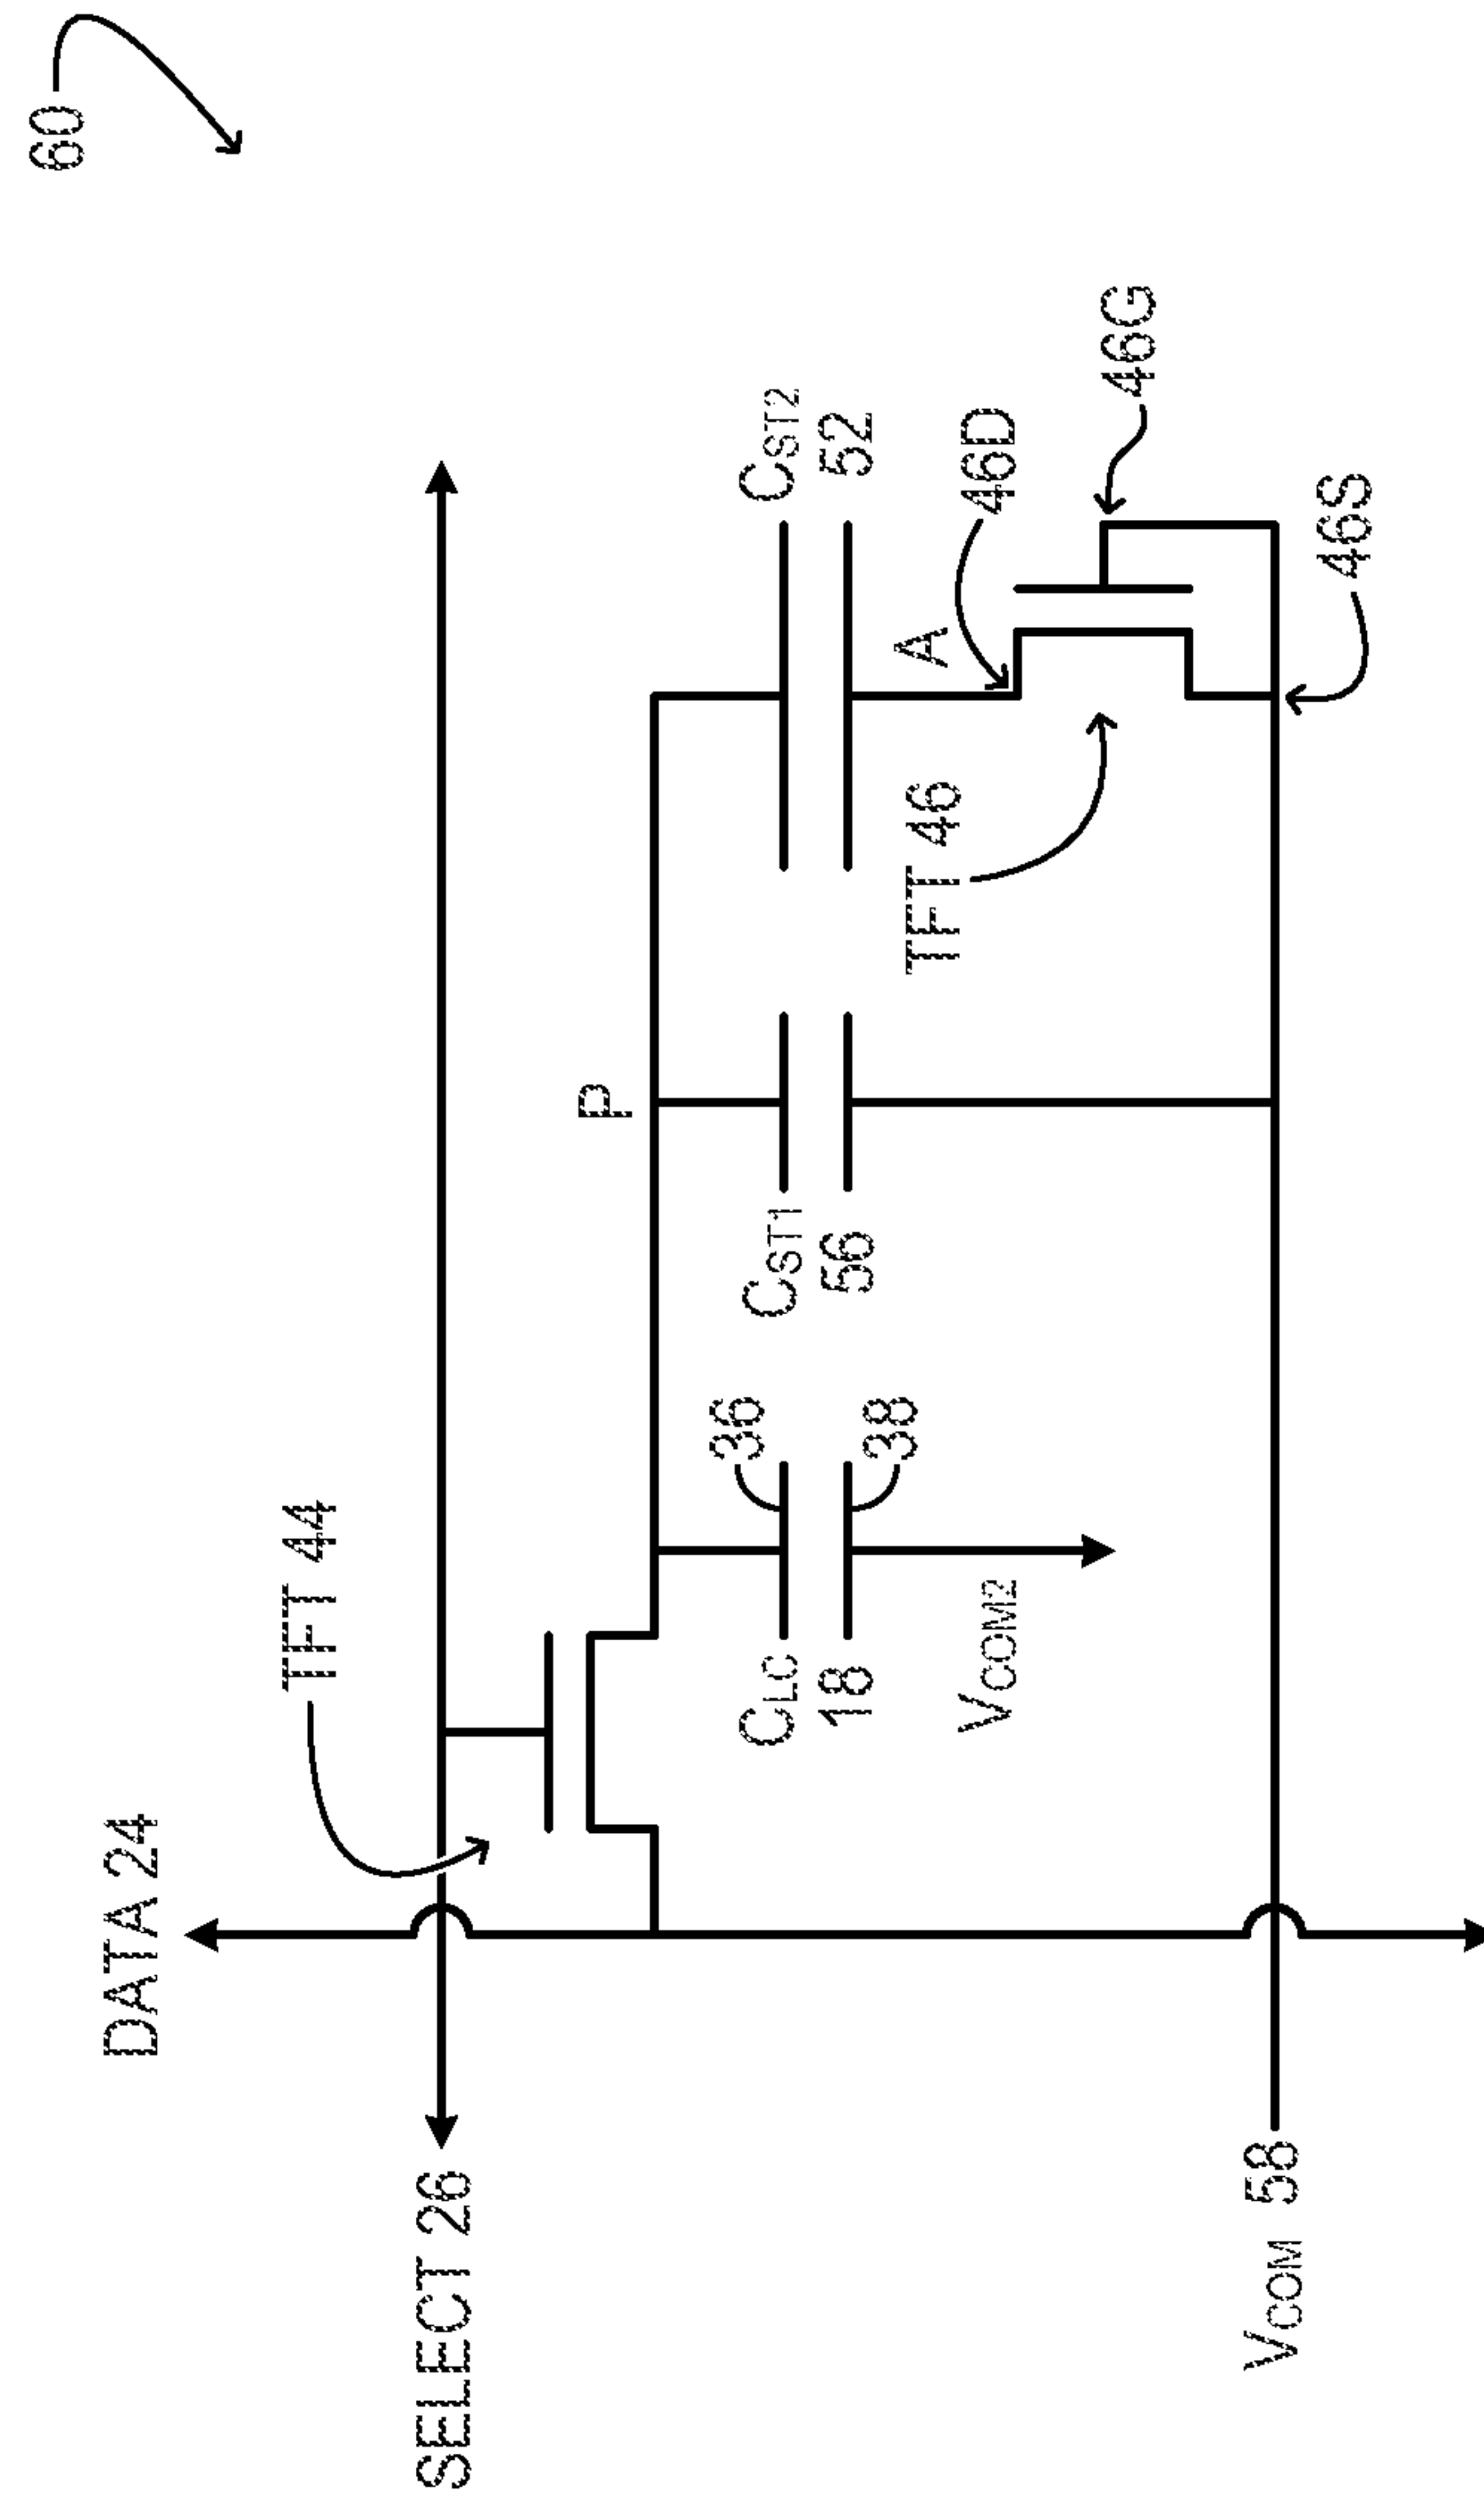 60
DATA 24
TFT 44
SELECT 26
P
CLC
18
36
38
VCOM2
CST1
56
CST2
52
A
TFT 46
46D
46G
46S
VCOM 58